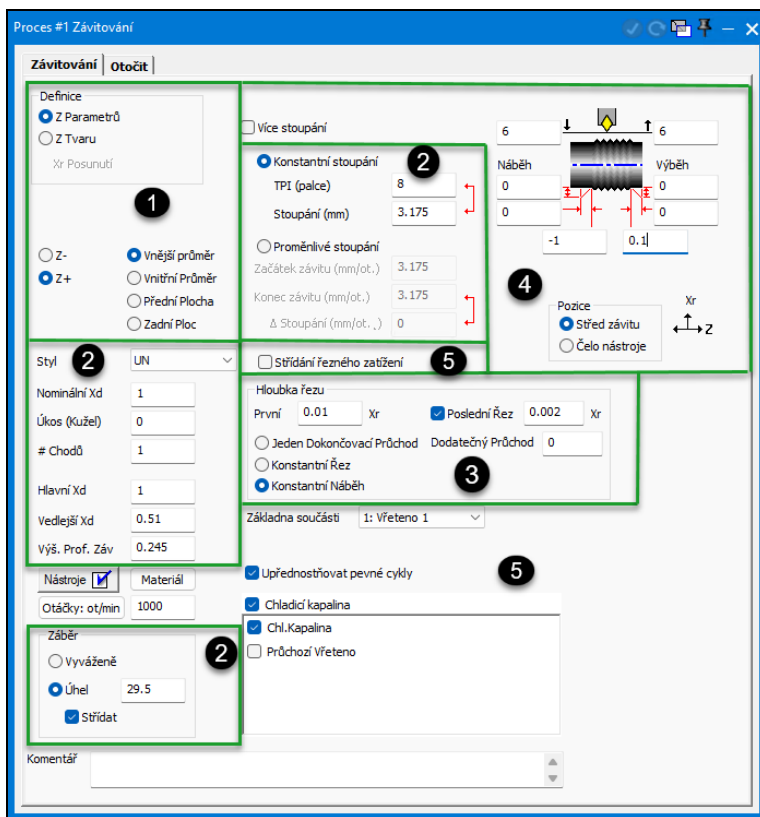 Proces #1 Závitování
Závitování
Otočit
Definice
Z Parametrů
Z Tvaru
Xr Posunutí
1
Z-
Z+
Vnější průměr
Vnitřní Průměr
Přední Plocha
Zadní Ploc
Více stoupání
Konstantní stoupání
2
TPI (palce) 8
Stoupání (mm) 3.175
Proměnlivé stoupání
Začátek závitu (mm/ot.) 3.175
Konec závitu (mm/ot.) 3.175
Δ Stoupání (mm/ot.,) 0
6 6
Náběh Výběh
0 0
0 0
-1 0.1
4
Pozice
Střed závitu
Čelo nástroje
Xr
Z
Styl 2 UN
Nominální Xd 1
Úkos (Kužel) 0
# Chodů 1
Hlavní Xd 1
Vedlejší Xd 0.51
Výš. Prof. Záv 0.245
Střídání řezného zatížení 5
Hloubka řezu
První 0.01 Xr Poslední Řez 0.002 Xr
Jeden Dokončovací Průchod Dodatečný Průchod 0
Konstantní Řez
Konstantní Náběh
3
Základna součásti 1: Vřeteno 1
Nástroje Materiál
Otáčky: ot/min 1000
Upřednostňovat pevné cykly 5
Chladicí kapalina
Chl.Kapalina
Průchozí Vřeteno
Záběr
2
Vyváženě
Úhel 29.5
Střídat
Komentář